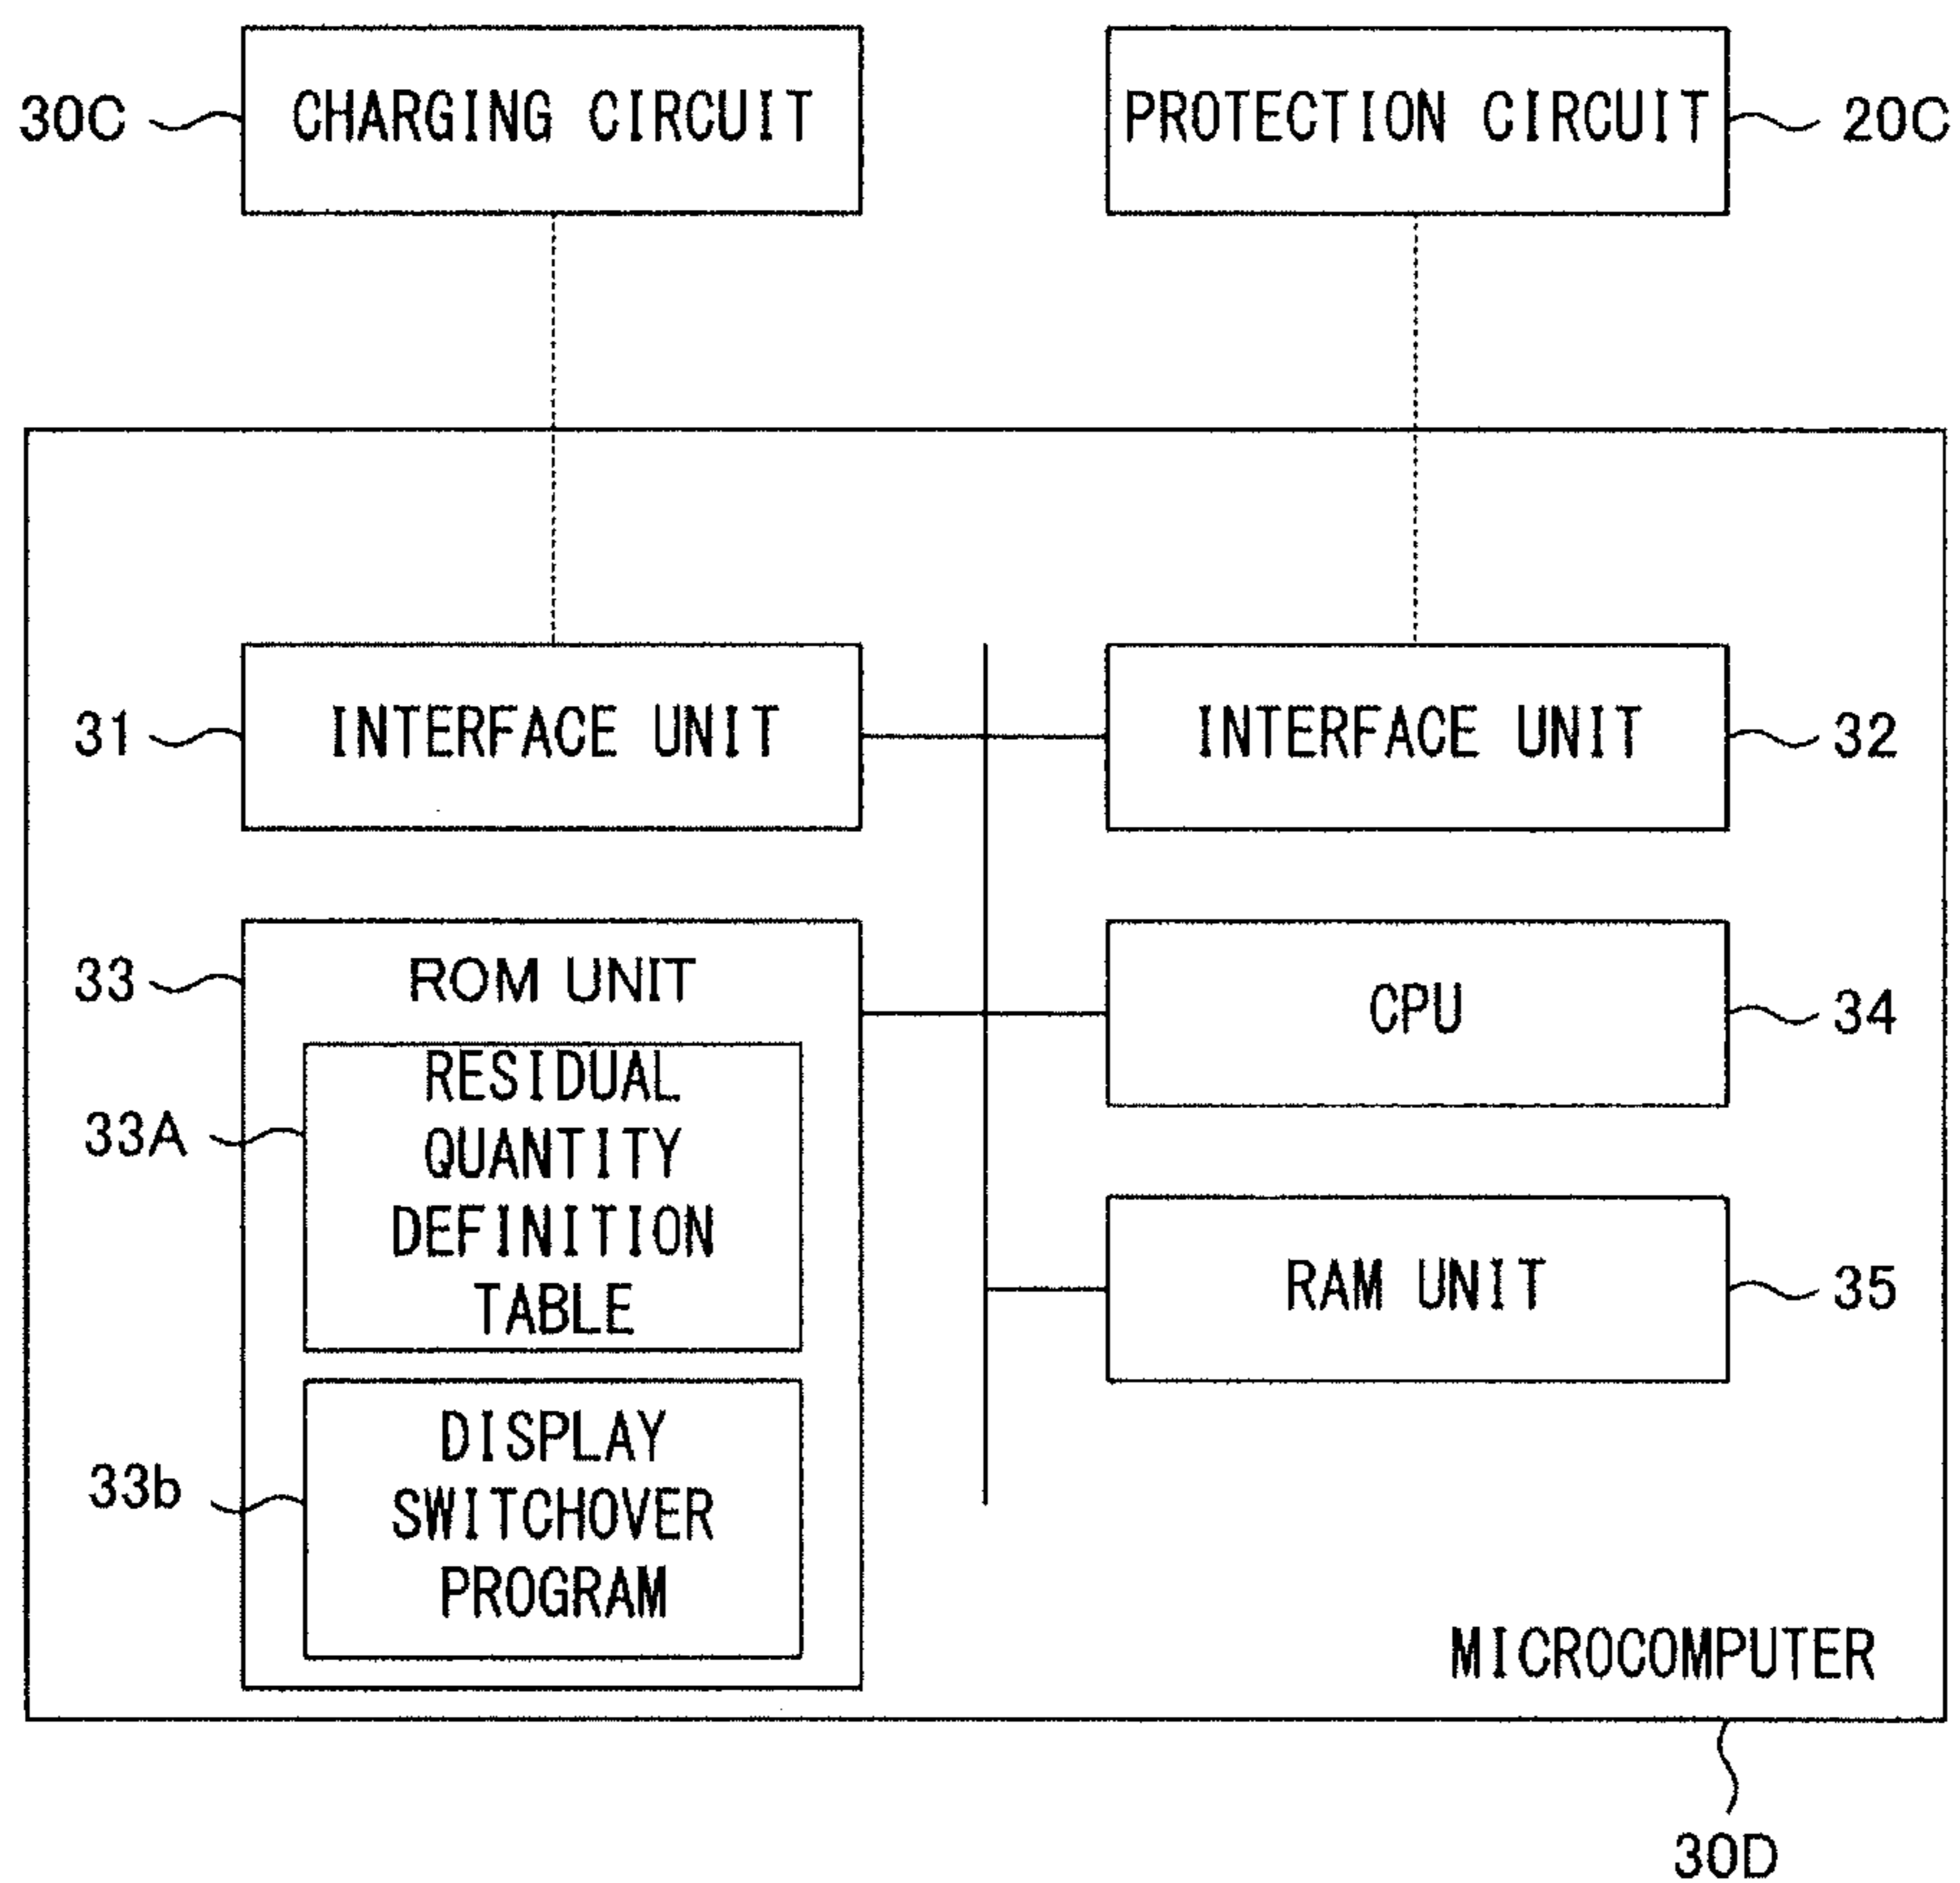 30C
CHARGING CIRCUIT
PROTECTION CIRCUIT
20C
31
INTERFACE UNIT
INTERFACE UNIT
32
33
ROM UNIT
33A
RESIDUAL
QUANTITY
DEFINITION
TABLE
33b
DISPLAY
SWITCHOVER
PROGRAM
CPU
34
RAM UNIT
35
MICROCOMPUTER
30D